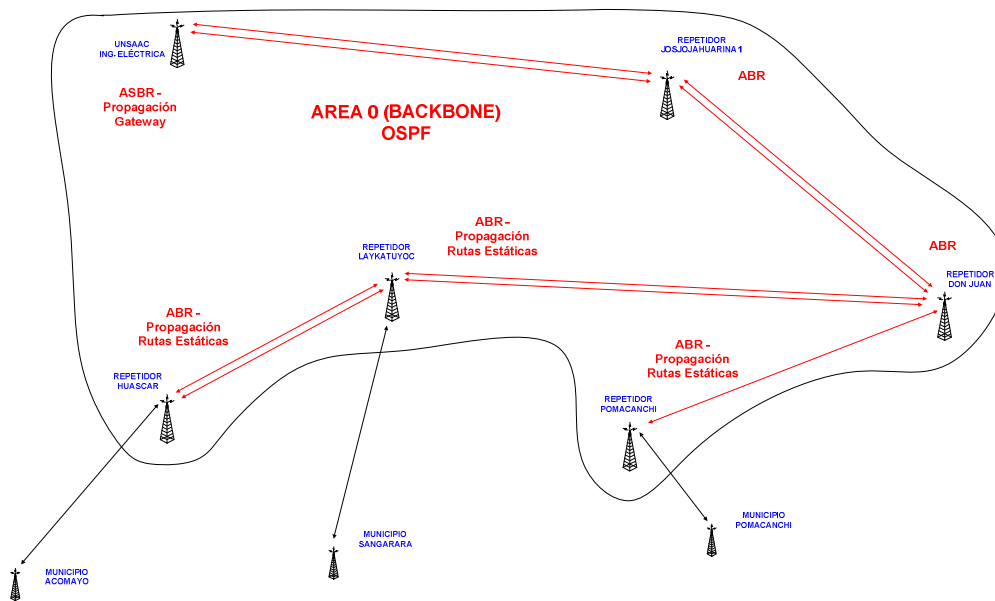 UNSAAC
ING. ELÉCTRICA
REPETIDOR
JOSJOJAHUARINA 1
ABR
ASBR -
Propagación
Gateway
AREA 0 (BACKBONE)
OSPF
ABR -
Propagación
Rutas Estáticas
REPETIDOR
LAYKATUYOC
ABR
REPETIDOR
DON JUAN
ABR -
Propagación
Rutas Estáticas
REPETIDOR
HUASCAR
ABR -
Propagación
Rutas Estáticas
REPETIDOR
POMACANCHI
MUNICIPIO
POMACANCHI
MUNICIPIO
SANGARARA
MUNICIPIO
ACOMAYO